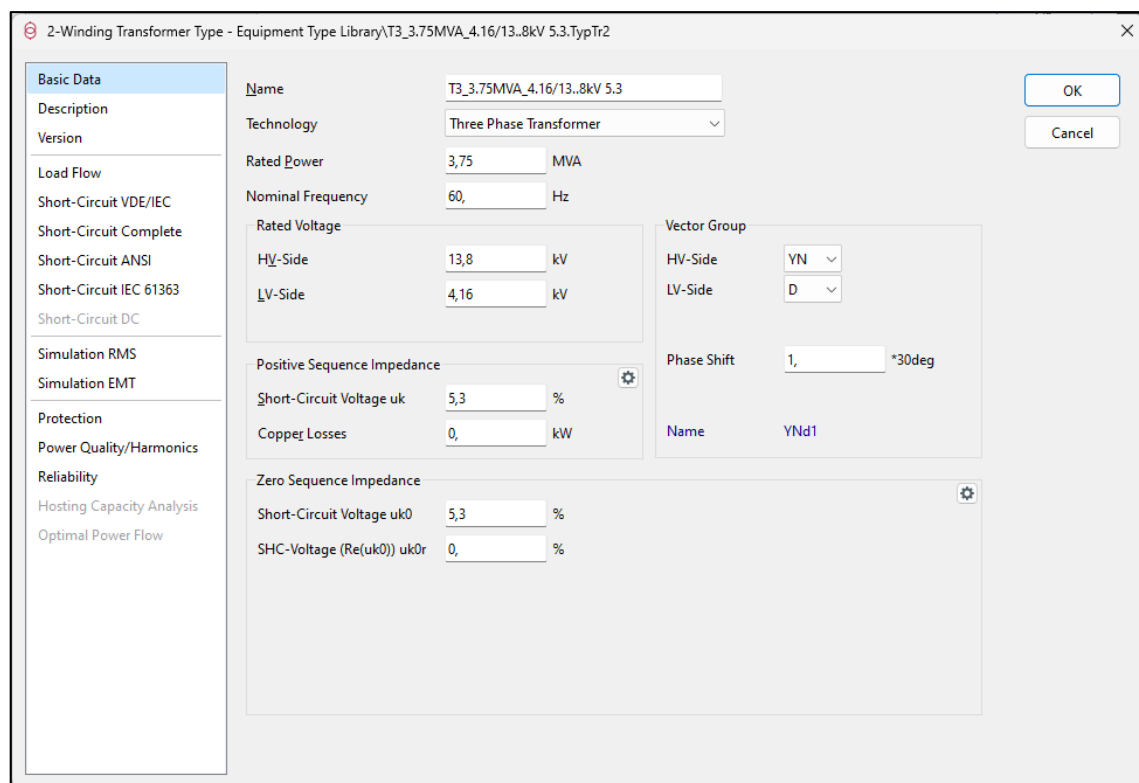 2-Winding Transformer Type - Equipment Type Library\T3_3.75MVA_4.16/13..8kV 5.3.TypTr2
Basic Data
Description
Version
Load Flow
Short-Circuit VDE/IEC
Short-Circuit Complete
Short-Circuit ANSI
Short-Circuit IEC 61363
Short-Circuit DC
Simulation RMS
Simulation EMT
Protection
Power Quality/Harmonics
Reliability
Hosting Capacity Analysis
Optimal Power Flow
Name T3_3.75MVA_4.16/13..8kV 5.3
Technology Three Phase Transformer
Rated Power 3,75 MVA
Nominal Frequency 60, Hz
Rated Voltage
HV-Side 13,8 kV
LV-Side 4,16 kV
Vector Group
HV-Side YN
LV-Side D
Phase Shift 1, *30deg
Name YNd1
Positive Sequence Impedance
Short-Circuit Voltage uk 5,3 %
Copper Losses 0, kW
Zero Sequence Impedance
Short-Circuit Voltage uk0 5,3 %
SHC-Voltage (Re(uk0)) uk0r 0, %
OK
Cancel